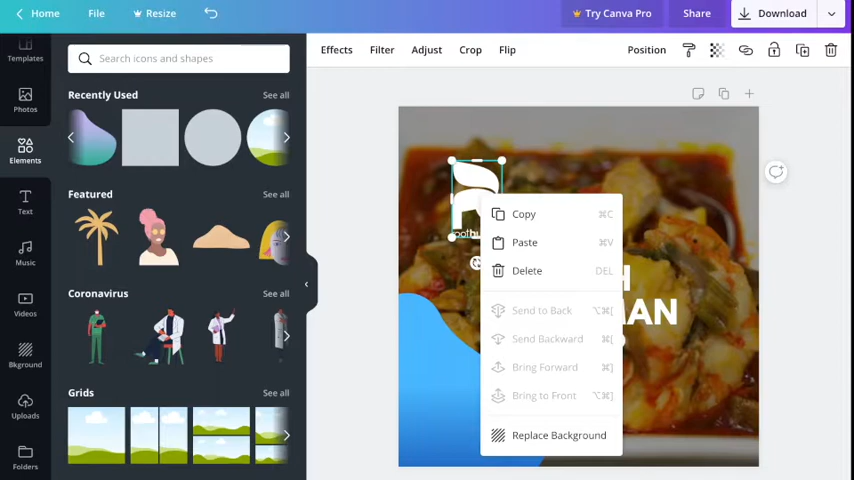 Home
File
Resize
Try Canva Pro
Share
Download
Templates
Photos
Elements
Text
Music
Videos
Bkground
Uploads
Folders
Search icons and shapes
Recently Used
See all
Featured
See all
Coronavirus
See all
Grids
See all
Effects
Filter
Adjust
Crop
Flip
Position
Copy ⌘C
Paste ⌘V
Delete DEL
Send to Back ⌥⌘[
Send Backward ⌘[
Bring Forward ⌘]
Bring to Front ⌥⌘]
Replace Background